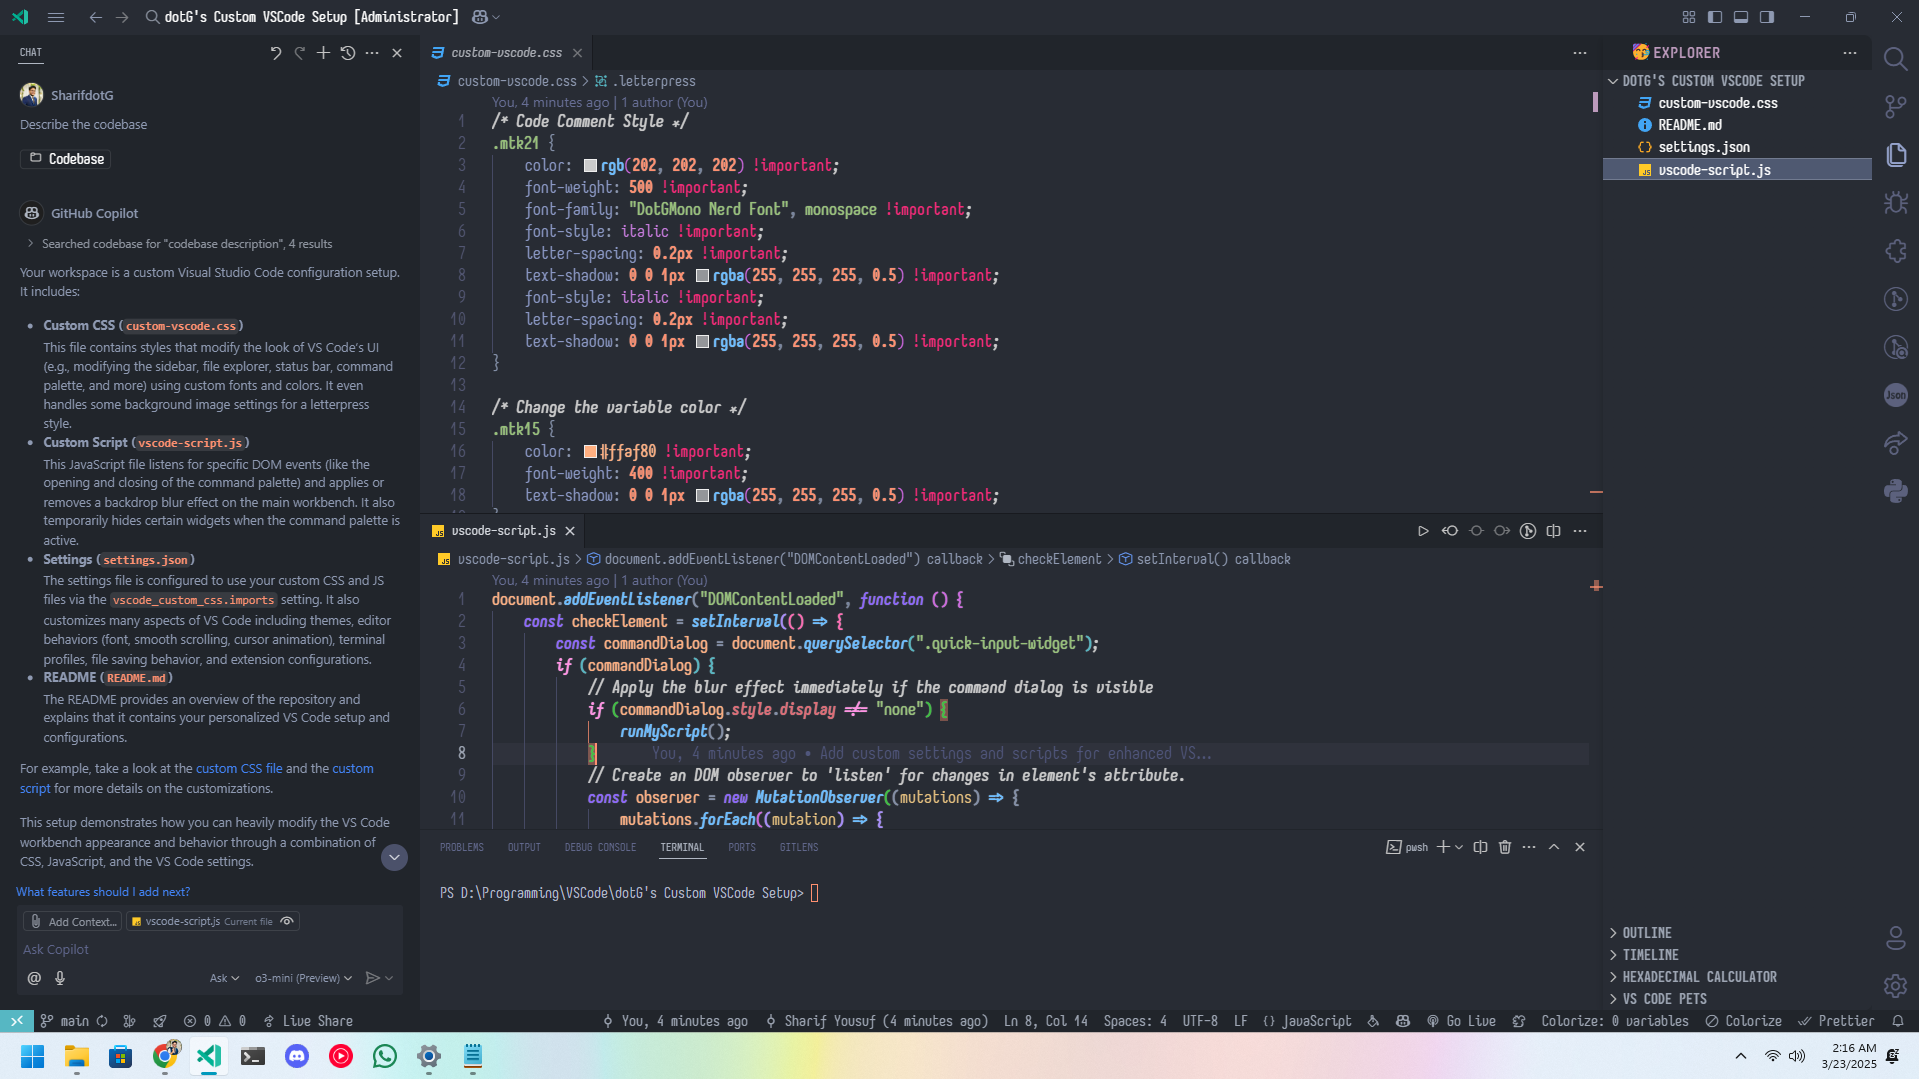 dotG's Custom VSCode Setup [Administrator]
CHAT
SharifdotG
Describe the codebase
Codebase
GitHub Copilot
Searched codebase for "codebase description", 4 results
Your workspace is a custom Visual Studio Code configuration setup.
It includes:
• Custom CSS (custom-vscode.css)
This file contains styles that modify the look of VS Code's UI
(e.g., modifying the sidebar, file explorer, status bar, command
palette, and more) using custom fonts and colors. It even
handles some background image settings for a letterpress
style.
• Custom Script (vscode-script.js)
This JavaScript file listens for specific DOM events (like the
opening and closing of the command palette) and applies or
removes a backdrop blur effect on the main workbench. It also
temporarily hides certain widgets when the command palette is
active.
• Settings (settings.json)
The settings file is configured to use your custom CSS and JS
files via the vscode_custom_css.imports setting. It also
customizes many aspects of VS Code including themes, editor
behaviors (font, smooth scrolling, cursor animation), terminal
profiles, file saving behavior, and extension configurations.
• README (README.md)
The README provides an overview of the repository and
explains that it contains your personalized VS Code setup and
configurations.
For example, take a look at the custom CSS file and the custom
script for more details on the customizations.
This setup demonstrates how you can heavily modify the VS Code
workbench appearance and behavior through a combination of
CSS, JavaScript, and the VS Code settings.
What features should I add next?
Add Context...
vscode-script.js Current file
Ask Copilot
Ask
o3-mini (Preview)
custom-vscode.css
custom-vscode.css > .letterpress
You, 4 minutes ago | 1 author (You)
1 /* Code Comment Style */
2 .mtk21 {
3 color: rgb(202, 202, 202) !important;
4 font-weight: 500 !important;
5 font-family: "DotGMono Nerd Font", monospace !important;
6 font-style: italic !important;
7 letter-spacing: 0.2px !important;
8 text-shadow: 0 0 1px rgba(255, 255, 255, 0.5) !important;
9 font-style: italic !important;
10 letter-spacing: 0.2px !important;
11 text-shadow: 0 0 1px rgba(255, 255, 255, 0.5) !important;
12 }
13
14 /* Change the variable color */
15 .mtk15 {
16 color: #ffaf80 !important;
17 font-weight: 400 !important;
18 text-shadow: 0 0 1px rgba(255, 255, 255, 0.5) !important;
vscode-script.js
vscode-script.js > document.addEventListener("DOMContentLoaded") callback > checkElement > setInterval() callback
You, 4 minutes ago | 1 author (You)
1 document.addEventListener("DOMContentLoaded", function () {
2 const checkElement = setInterval(() => {
3 const commandDialog = document.querySelector(".quick-input-widget");
4 if (commandDialog) {
5 // Apply the blur effect immediately if the command dialog is visible
6 if (commandDialog.style.display !== "none") {
7 runMyScript();
8 } You, 4 minutes ago • Add custom settings and scripts for enhanced VS...
9 // Create an DOM observer to 'listen' for changes in element's attribute.
10 const observer = new MutationObserver((mutations) => {
11 mutations.forEach((mutation) => {
PROBLEMS
OUTPUT
DEBUG CONSOLE
TERMINAL
PORTS
GITLENS
pwsh
PS D:\Programming\VSCode\dotG's Custom VSCode Setup>
EXPLORER
DOTG'S CUSTOM VSCODE SETUP
custom-vscode.css
README.md
settings.json
vscode-script.js
Json
OUTLINE
TIMELINE
HEXADECIMAL CALCULATOR
VS CODE PETS
main
0
0
Live Share
You, 4 minutes ago
Sharif Yousuf (4 minutes ago)
Ln 8, Col 14
Spaces: 4
UTF-8
LF
{} JavaScript
Go Live
Colorize: 0 variables
Colorize
Prettier
2:16 AM
3/23/2025